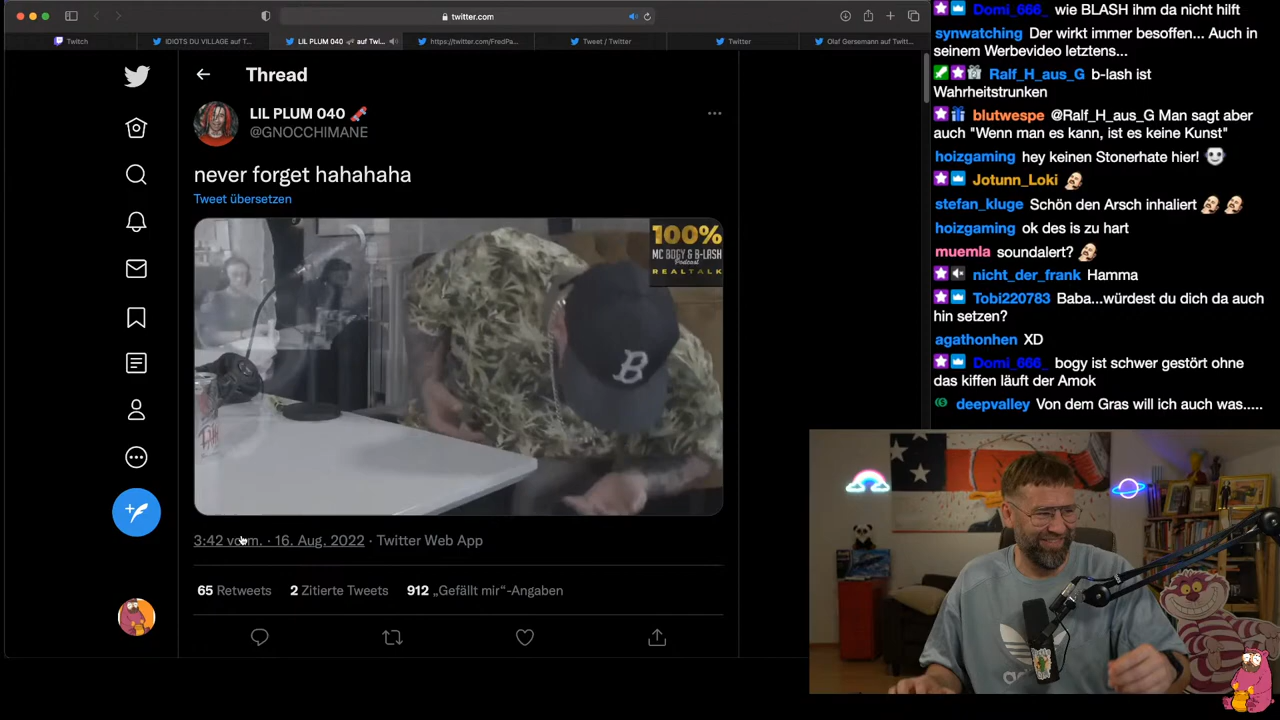 twitter.com
Twitch
IDIOTS DU VILLAGE auf T...
LIL PLUM 040 auf Twi...
https://twitter.com/FredPa...
Tweet / Twitter
Twitter
Olaf Gersemann auf Twitt...
Thread
LIL PLUM 040
@GNOCCHIMANE
never forget hahahaha
Tweet übersetzen
100%
MC BOGY & B-LASH
Podcast
REALTALK
B
3:42 vorm. · 16. Aug. 2022 · Twitter Web App
65 Retweets 2 Zitierte Tweets 912 „Gefällt mir“-Angaben
Domi_666_ wie BLASH ihm da nicht hilft
synwatching Der wirkt immer besoffen... Auch in
seinem Werbevideo letztens...
Ralf_H_aus_G b-lash ist
Wahrheitstrunken
blutwespe @Ralf_H_aus_G Man sagt aber
auch "Wenn man es kann, ist es keine Kunst"
hoizgaming hey keinen Stonerhate hier!
Jotunn_Loki
stefan_kluge Schön den Arsch inhaliert
hoizgaming ok des is zu hart
muemla soundalert?
nicht_der_frank Hamma
Tobi220783 Baba...würdest du dich da auch
hin setzen?
agathonhen XD
Domi_666_ bogy ist schwer gestört ohne
das kiffen läuft der Amok
deepvalley Von dem Gras will ich auch was.....